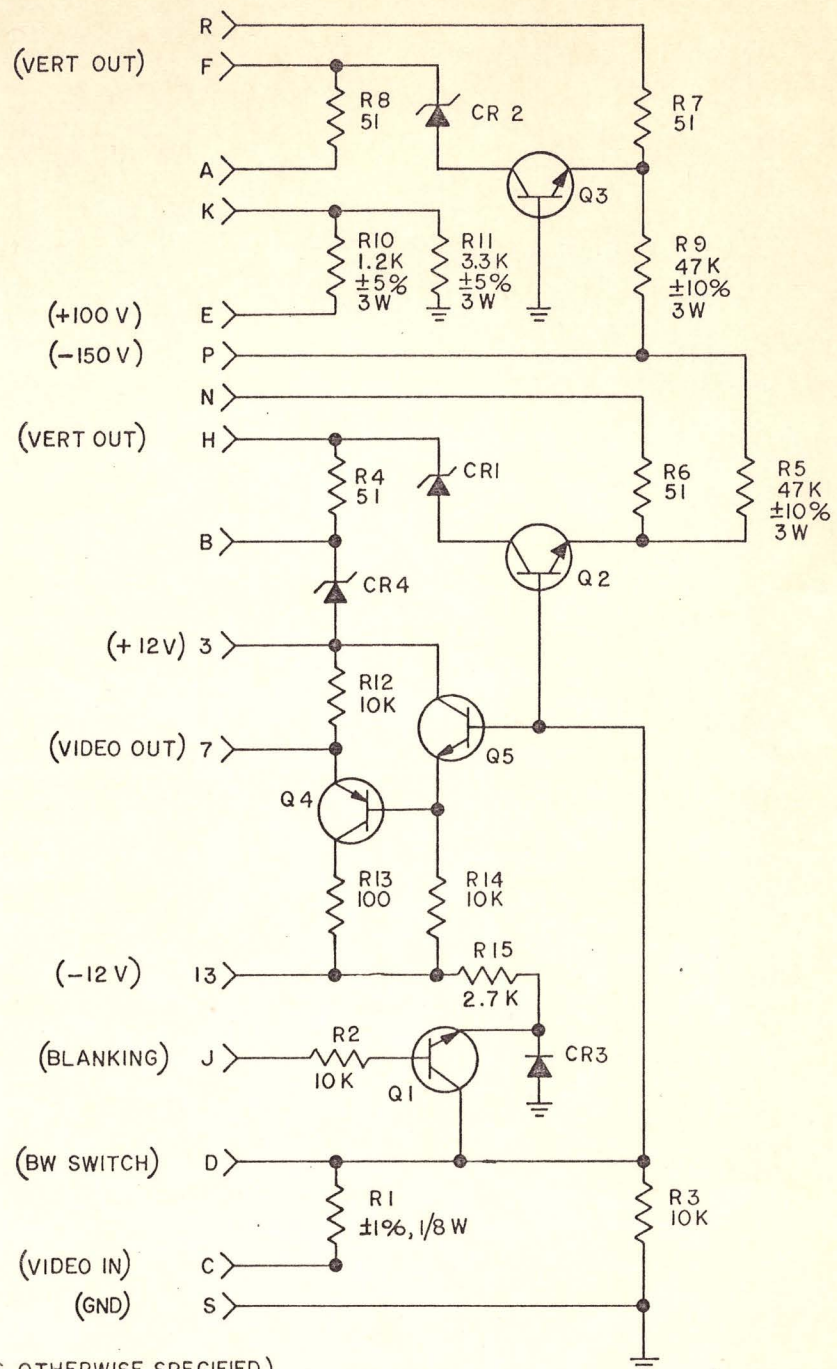 R
(VERT OUT) F
R8
51
CR 2
R7
51
A
Q3
K
R10
1.2K
±5%
3W
R11
3.3K
±5%
3W
R9
47K
±10%
3W
(+100 V) E
(-150 V) P
N
(VERT OUT) H
R4
51
CR1
R6
51
R5
47K
±10%
3W
B
CR4
Q2
(+12V) 3
R12
10K
(VIDEO OUT) 7
Q5
Q4
R13
100
R14
10K
(-12 V) 13
R15
2.7K
(BLANKING) J
R2
10K
Q1
CR3
(BW SWITCH) D
R1
±1%, 1/8 W
R3
10K
(VIDEO IN) C
(GND) S
OTHERWISE SPECIFIED)